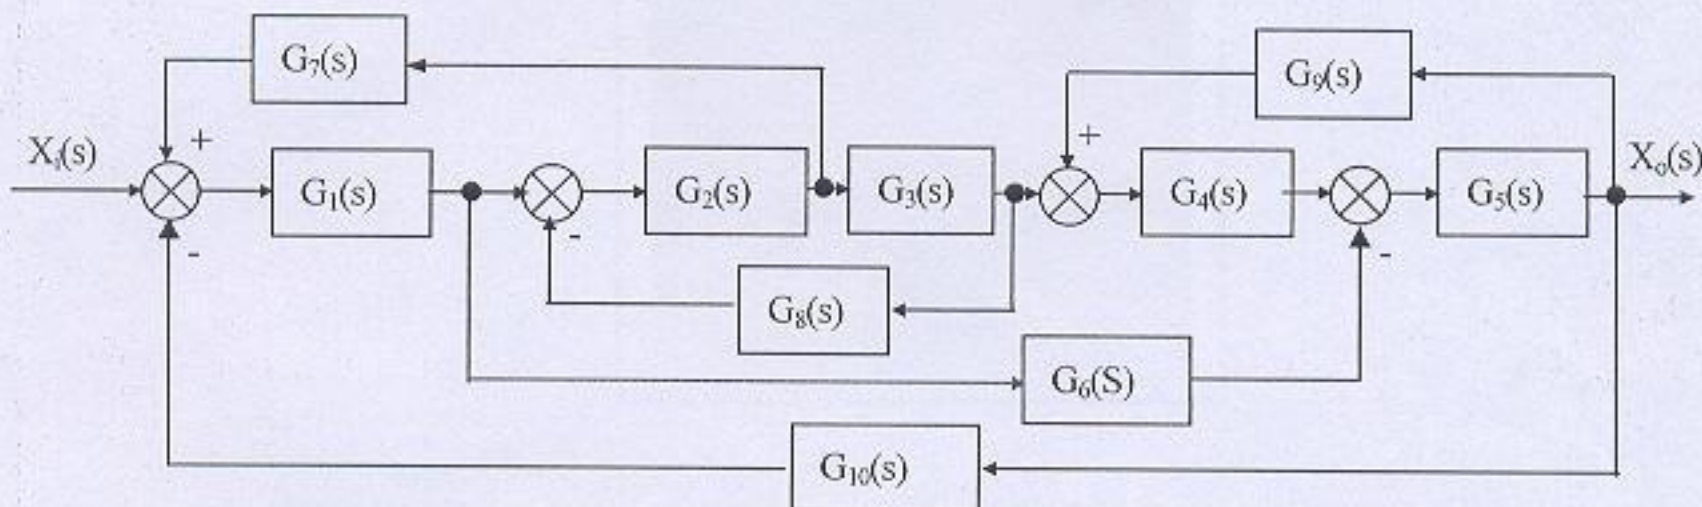 G₇(s)
G₉(s)
+
+
Xᵢ(s)
Xₒ(s)
G₁(s)
G₂(s)
G₃(s)
G₄(s)
G₅(s)
-
-
-
G₈(s)
G₆(S)
G₁₀(s)